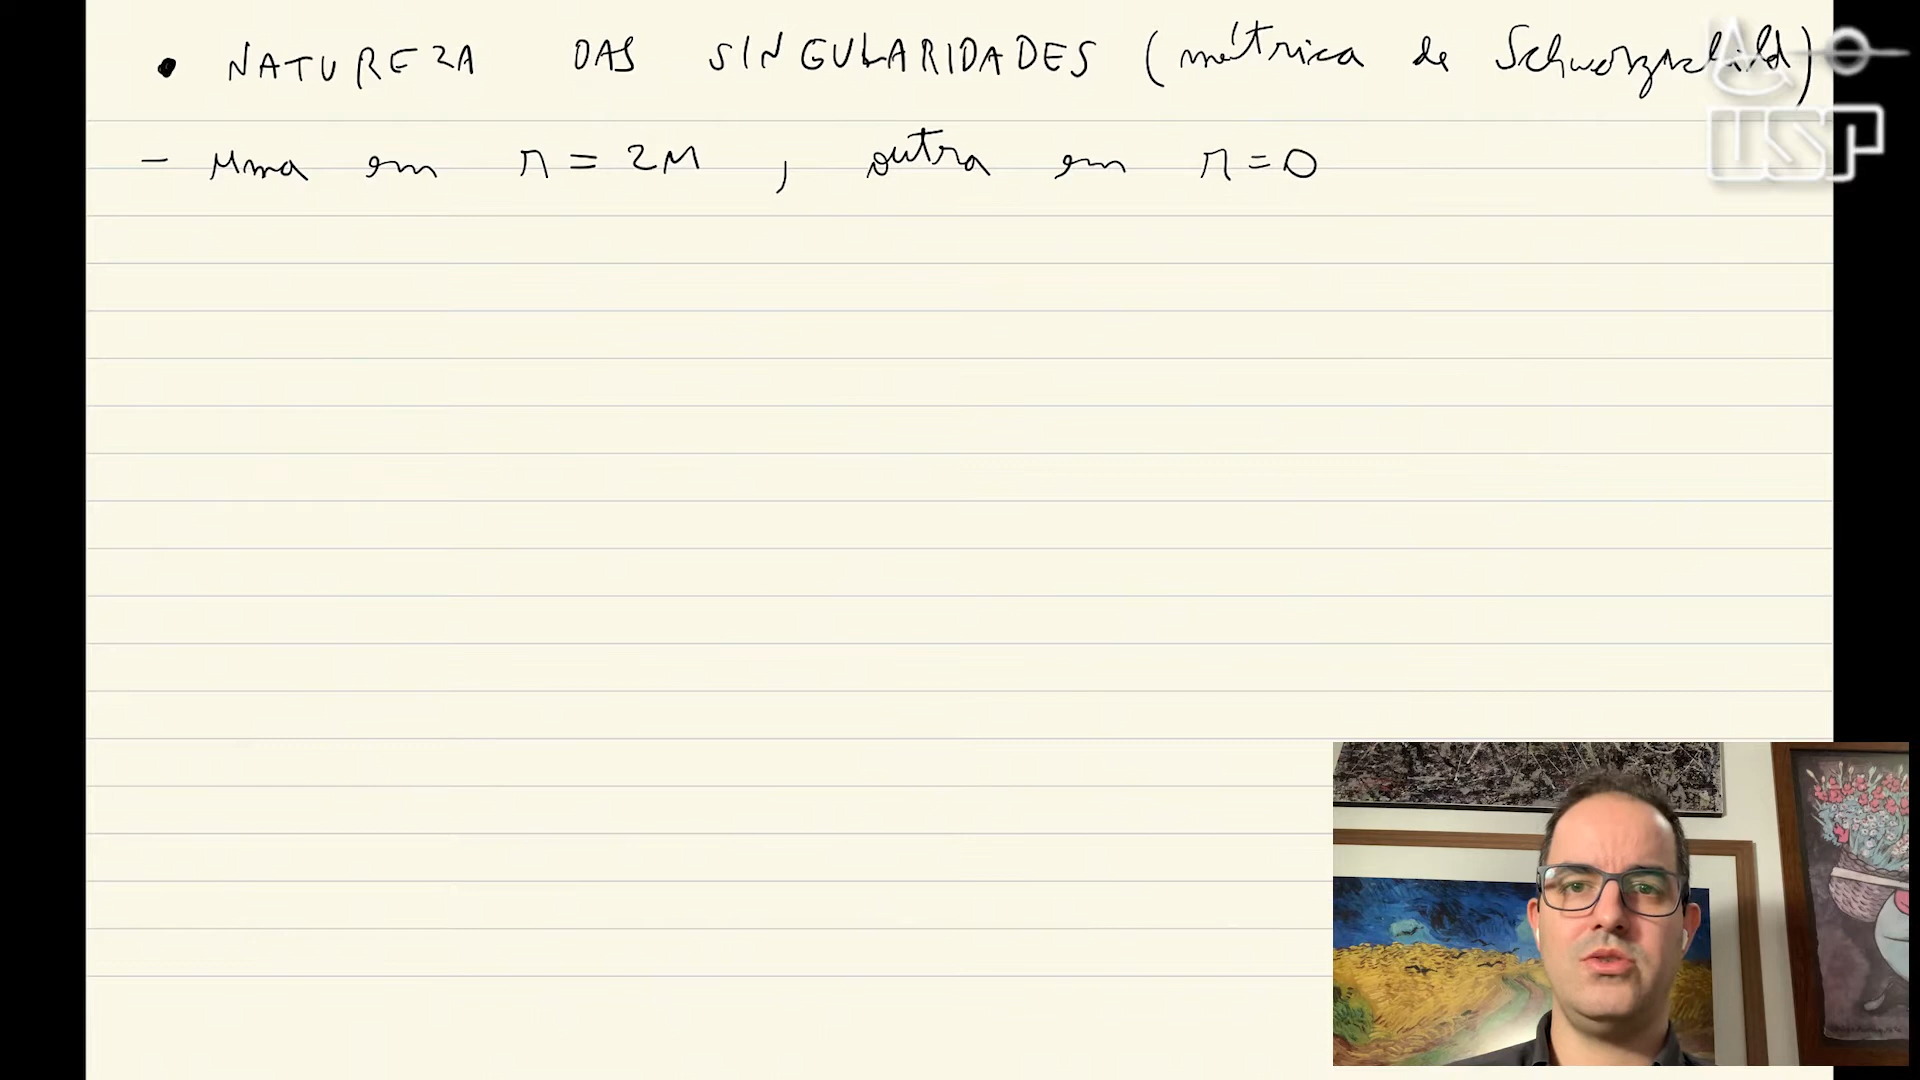 • NATUREZA DAS SINGULARIDADES (métrica de Schwarzschild)
- uma em r = 2M , outra em r = 0
USP